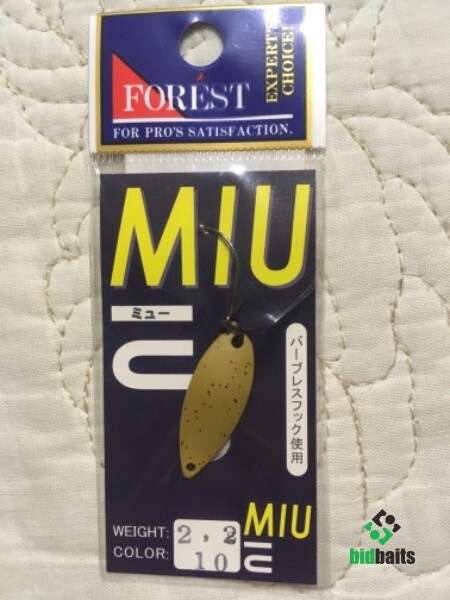 FORÉST
EXPERT'S
CHOICE!
FOR PRO'S SATISFACTION.
MIU
ミュー
バーブレスフック使用
MIU
WEIGHT: 2,2
COLOR: 10
bidbaits